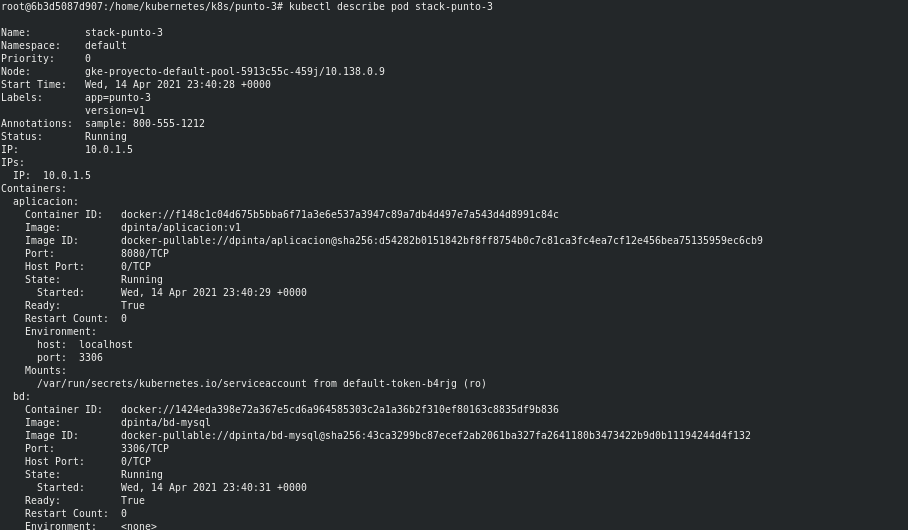 root@6b3d5087d907:/home/kubernetes/k8s/punto-3# kubectl describe pod stack-punto-3
Name:         stack-punto-3
Namespace:    default
Priority:     0
Node:         gke-proyecto-default-pool-5913c55c-459j/10.138.0.9
Start Time:   Wed, 14 Apr 2021 23:40:28 +0000
Labels:       app=punto-3
              version=v1
Annotations:  sample: 800-555-1212
Status:       Running
IP:           10.0.1.5
IPs:
  IP:  10.0.1.5
Containers:
  aplicacion:
    Container ID:   docker://f148c1c04d675b5bba6f71a3e6e537a3947c89a7db4d497e7a543d4d8991c84c
    Image:          dpinta/aplicacion:v1
    Image ID:       docker-pullable://dpinta/aplicacion@sha256:d54282b0151842bf8ff8754b0c7c81ca3fc4ea7cf12e456bea75135959ec6cb9
    Port:           8080/TCP
    Host Port:      0/TCP
    State:          Running
      Started:      Wed, 14 Apr 2021 23:40:29 +0000
    Ready:          True
    Restart Count:  0
    Environment:
      host:  localhost
      port:  3306
    Mounts:
      /var/run/secrets/kubernetes.io/serviceaccount from default-token-b4rjg (ro)
  bd:
    Container ID:   docker://1424eda398e72a367e5cd6a964585303c2a1a36b2f310ef80163c8835df9b836
    Image:          dpinta/bd-mysql
    Image ID:       docker-pullable://dpinta/bd-mysql@sha256:43ca3299bc87ecef2ab2061ba327fa2641180b3473422b9d0b11194244d4f132
    Port:           3306/TCP
    Host Port:      0/TCP
    State:          Running
      Started:      Wed, 14 Apr 2021 23:40:31 +0000
    Ready:          True
    Restart Count:  0
    Environment:    <none>